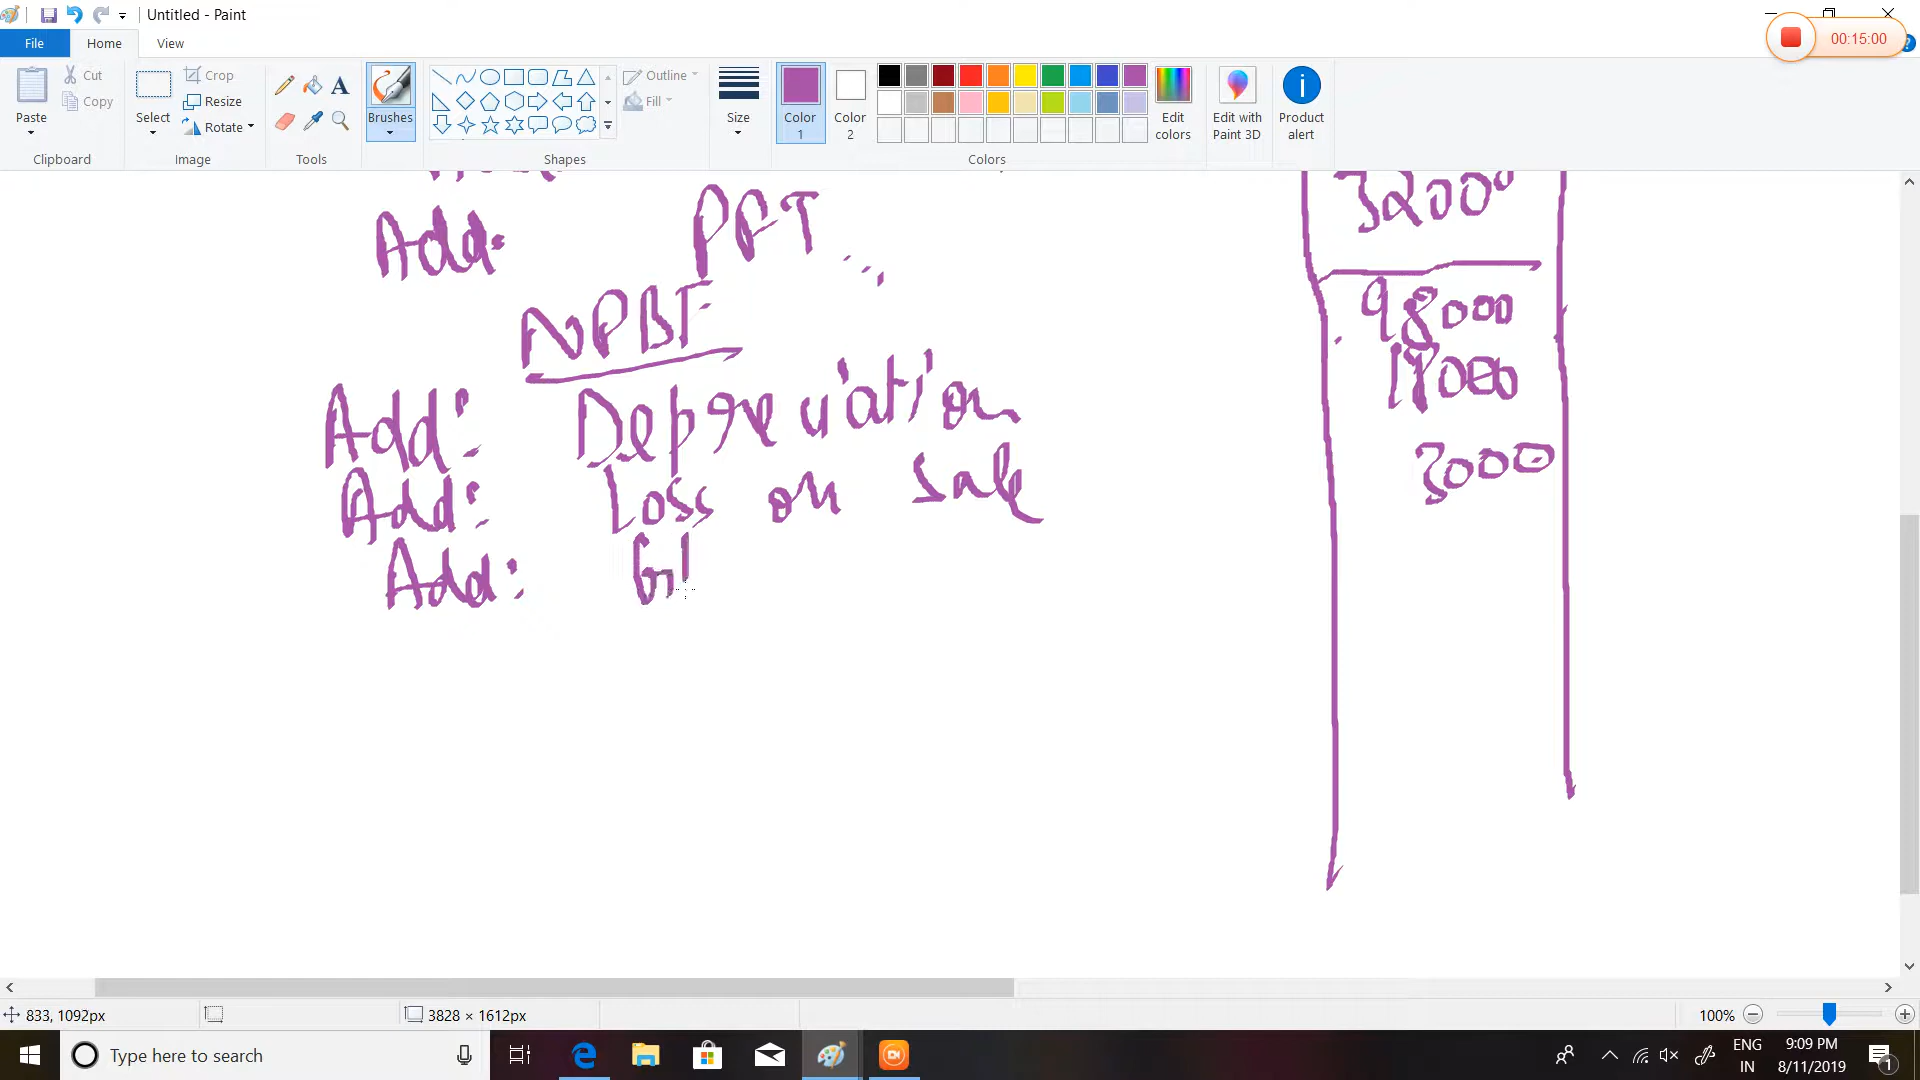 Untitled - Paint
00:15:00
File Home View
Paste Cut Copy Select Crop Resize Rotate Brushes Outline Fill Size Color 1 Color 2 Edit colors Edit with Paint 3D Product alert
Clipboard Image Tools Shapes Colors
32000
Add: PFT ...
98000
NPBT
Add: Depreciation
Add: Loss on sale 3000
Add:
833, 1092px 3828 × 1612px 100%
Type here to search
ENG
IN
9:09 PM
8/11/2019
1